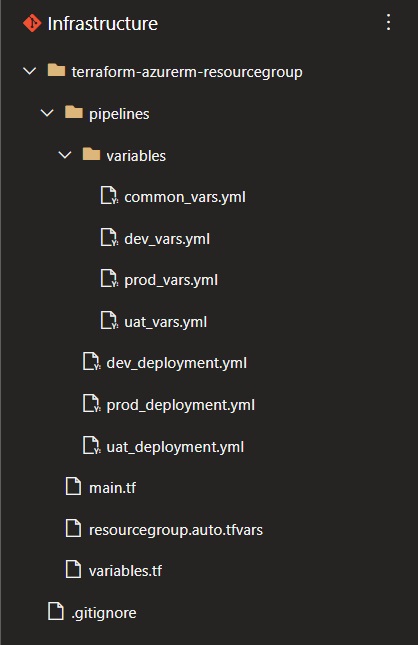 Infrastructure
terraform-azurerm-resourcegroup
pipelines
variables
common_vars.yml
dev_vars.yml
prod_vars.yml
uat_vars.yml
dev_deployment.yml
prod_deployment.yml
uat_deployment.yml
main.tf
resourcegroup.auto.tfvars
variables.tf
.gitignore